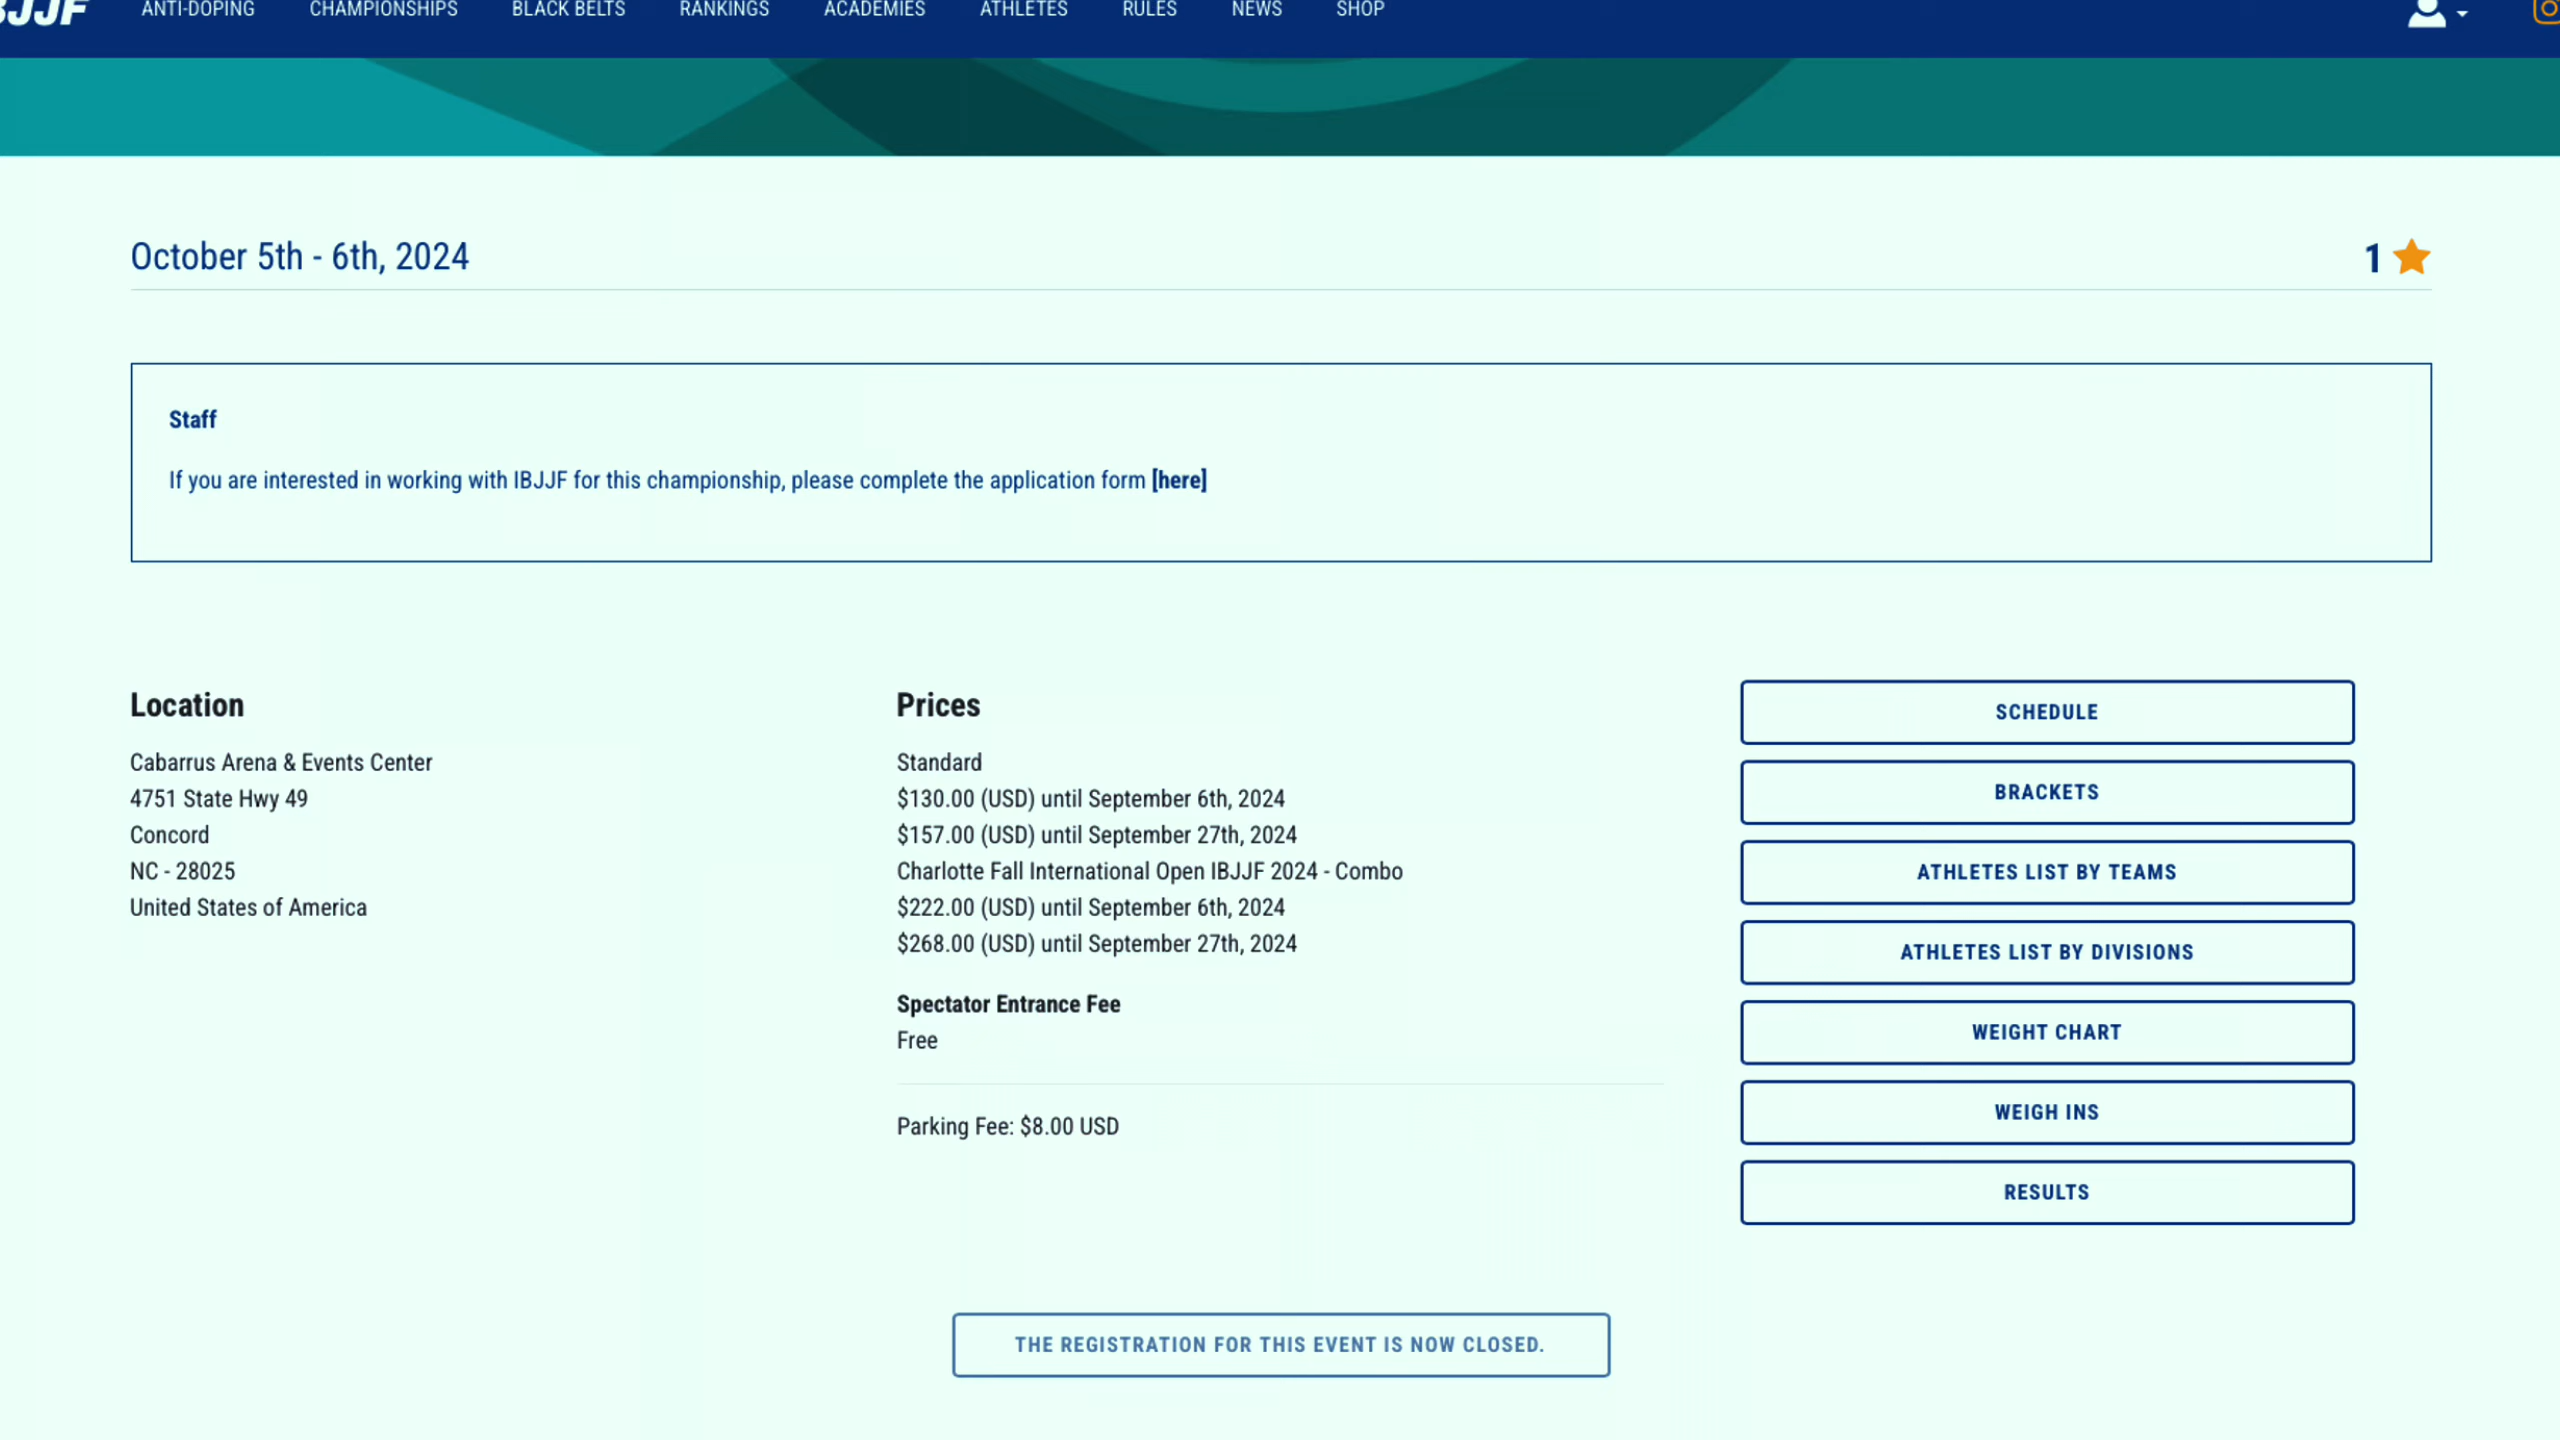 BJJF
ANTI-DOPING
CHAMPIONSHIPS
BLACK BELTS
RANKINGS
ACADEMIES
ATHLETES
RULES
NEWS
SHOP
October 5th - 6th, 2024
1
Staff
If you are interested in working with IBJJF for this championship, please complete the application form [here]
Location
Cabarrus Arena & Events Center
4751 State Hwy 49
Concord
NC - 28025
United States of America
Prices
Standard
$130.00 (USD) until September 6th, 2024
$157.00 (USD) until September 27th, 2024
Charlotte Fall International Open IBJJF 2024 - Combo
$222.00 (USD) until September 6th, 2024
$268.00 (USD) until September 27th, 2024
Spectator Entrance Fee
Free
Parking Fee: $8.00 USD
SCHEDULE
BRACKETS
ATHLETES LIST BY TEAMS
ATHLETES LIST BY DIVISIONS
WEIGHT CHART
WEIGH INS
RESULTS
THE REGISTRATION FOR THIS EVENT IS NOW CLOSED.